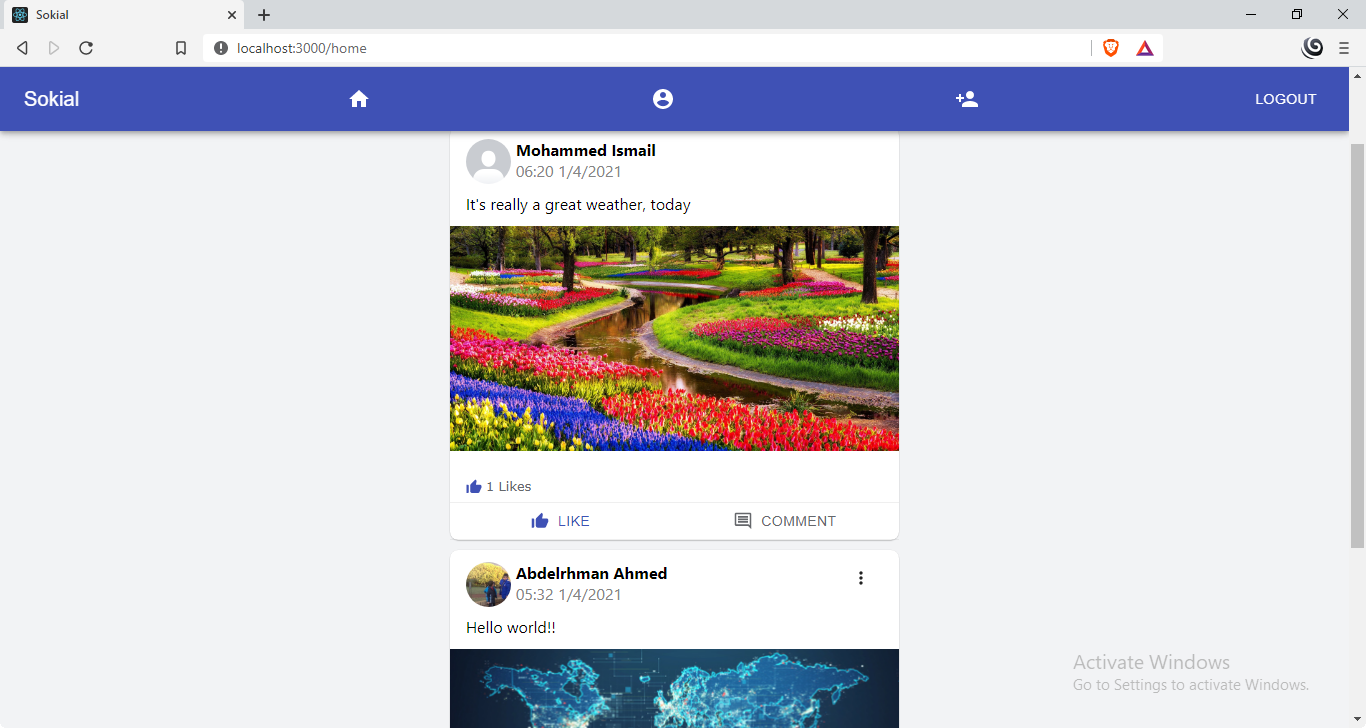 Sokial
localhost:3000/home
Sokial
LOGOUT
Mohammed Ismail
06:20 1/4/2021
It's really a great weather, today
1 Likes
LIKE
COMMENT
Abdelrhman Ahmed
05:32 1/4/2021
Hello world!!
Activate Windows
Go to Settings to activate Windows.